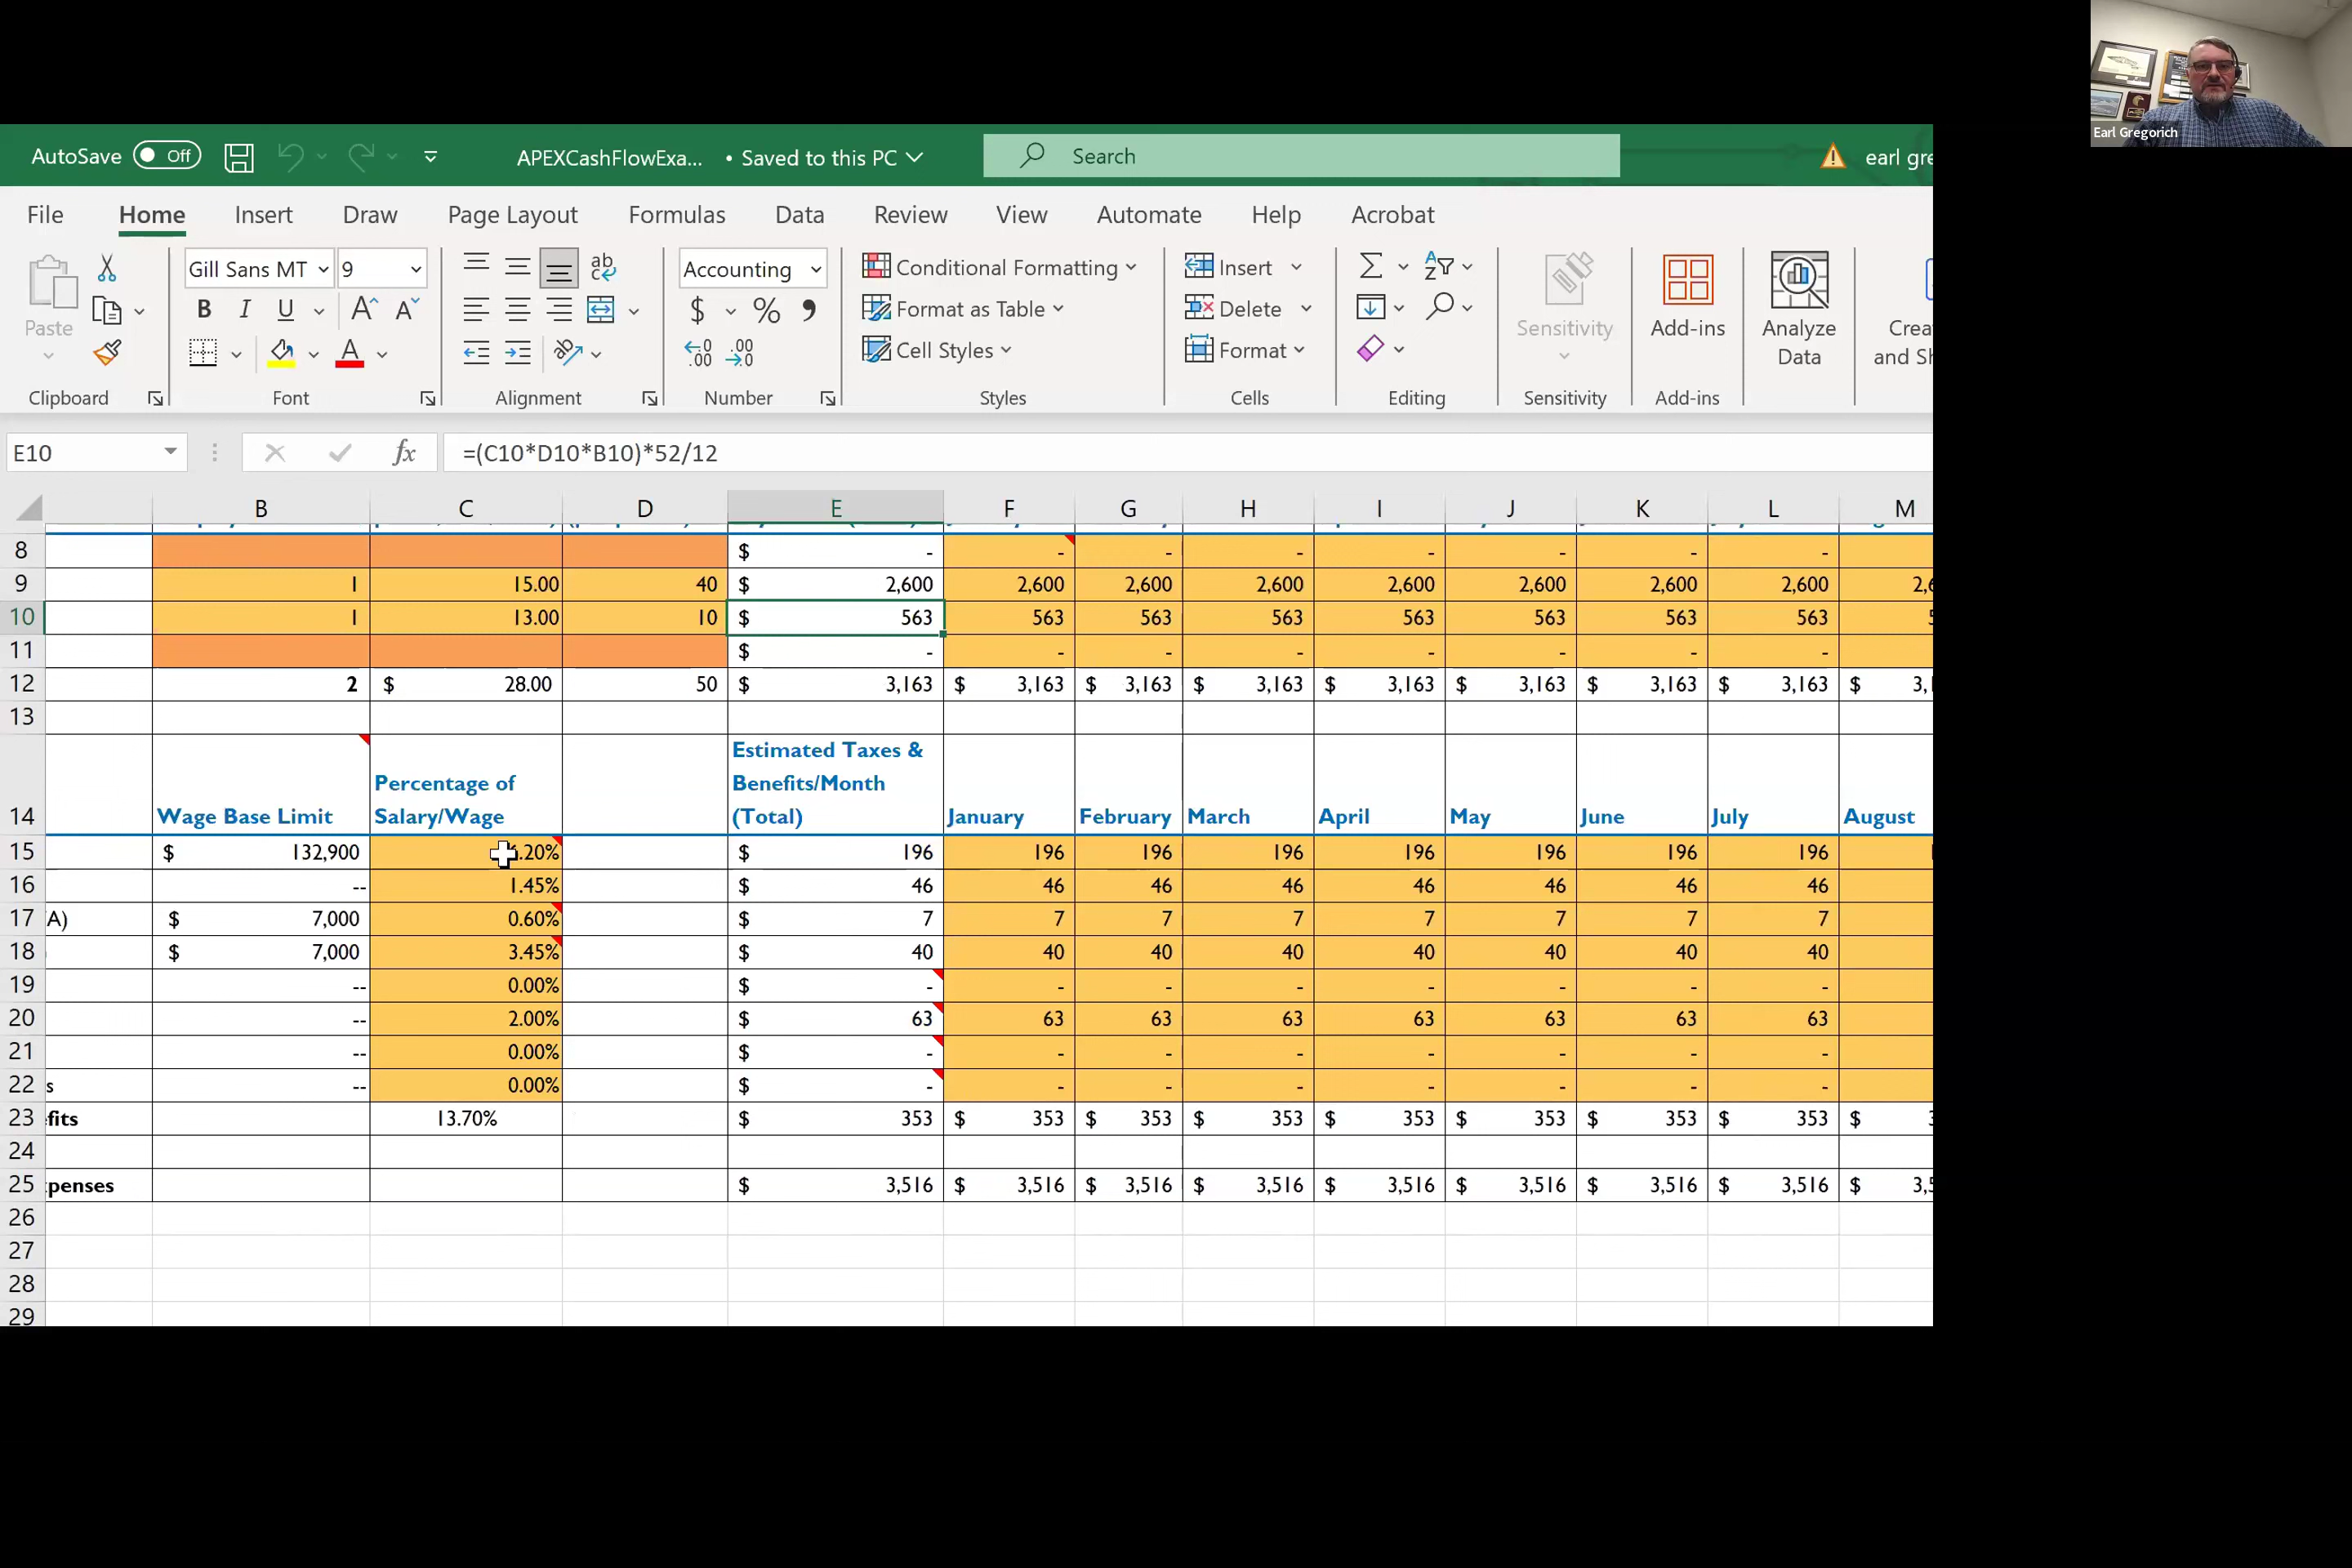 Earl Gregorich
AutoSave Off APEXCashFlowExa... • Saved to this PC Search earl gre
File Home Insert Draw Page Layout Formulas Data Review View Automate Help Acrobat
Paste Gill Sans MT 9 ab Accounting Conditional Formatting Insert Sensitivity Add-ins Analyze Data Crea
B I U A A $ % Format as Table Delete and Sh
A Cell Styles Format
Clipboard Font Alignment Number Styles Cells Editing Sensitivity Add-ins
E10 fx =(C10*D10*B10)*52/12
B C D E F G H I J K L M
8 $ - - - - - - - -
9 1 15.00 40 $ 2,600 2,600 2,600 2,600 2,600 2,600 2,600 2,600
10 1 13.00 10 $ 563 563 563 563 563 563 563 563
11 $ - - - - - - - -
12 2 $ 28.00 50 $ 3,163 $ 3,163 $ 3,163 $ 3,163 $ 3,163 $ 3,163 $ 3,163 $ 3,163 $
13
14 Wage Base Limit Percentage of Salary/Wage Estimated Taxes & Benefits/Month (Total) January February March April May June July August
15 $ 132,900 .20% $ 196 196 196 196 196 196 196 196
16 -- 1.45% $ 46 46 46 46 46 46 46 46
17 A) $ 7,000 0.60% $ 7 7 7 7 7 7 7 7
18 $ 7,000 3.45% $ 40 40 40 40 40 40 40 40
19 -- 0.00% $ - - - - - - - -
20 -- 2.00% $ 63 63 63 63 63 63 63 63
21 -- 0.00% $ - - - - - - - -
22 s -- 0.00% $ - - - - - - - -
23 fits 13.70% $ 353 $ 353 $ 353 $ 353 $ 353 $ 353 $ 353 $ 353 $
24
25 penses $ 3,516 $ 3,516 $ 3,516 $ 3,516 $ 3,516 $ 3,516 $ 3,516 $ 3,516 $
26
27
28
29